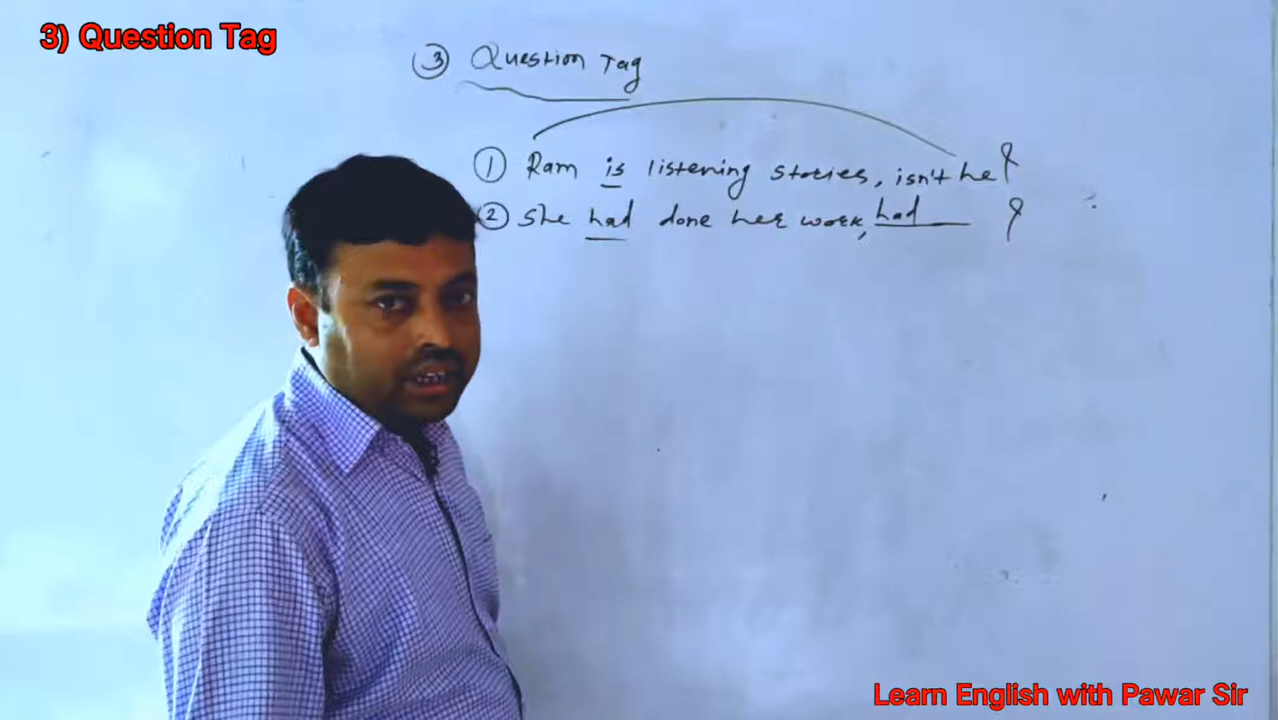 3) Question Tag
③ Question Tag
① Ram is listening stories, isn't he?
② She had done her work, had ?
Learn English with Pawar Sir